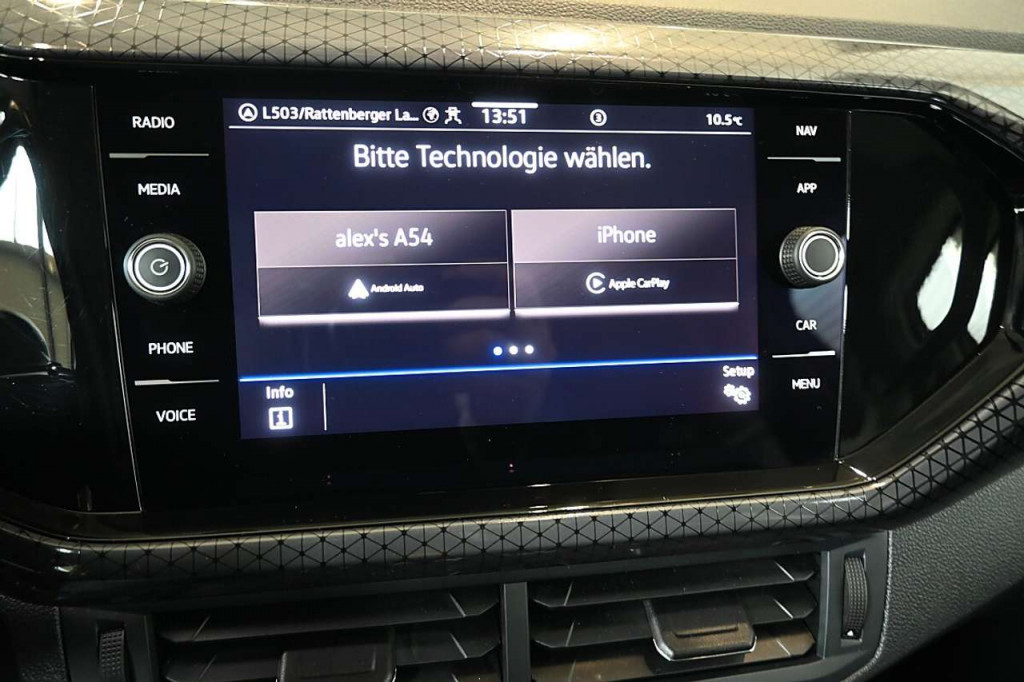 RADIO
MEDIA
PHONE
VOICE
L503/Rattenberger La... 13:51 3 10.5°C
Bitte Technologie wählen.
alex's A54 iPhone
Android Auto Apple CarPlay
Info Setup
i
NAV
APP
CAR
MENU